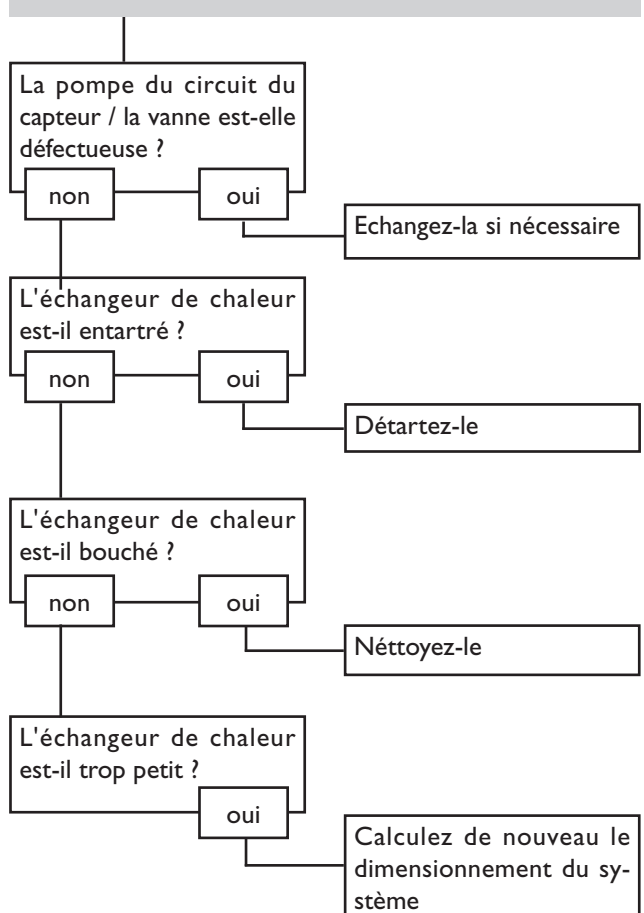 La pompe du circuit du
capteur / la vanne est-elle
défectueuse ?
non
oui
Echangez-la si nécessaire
L'échangeur de chaleur
est-il entartré ?
non
oui
Détartez-le
L'échangeur de chaleur
est-il bouché ?
non
oui
Néttoyez-le
L'échangeur de chaleur
est-il trop petit ?
oui
Calculez de nouveau le
dimensionnement du sy-
stème